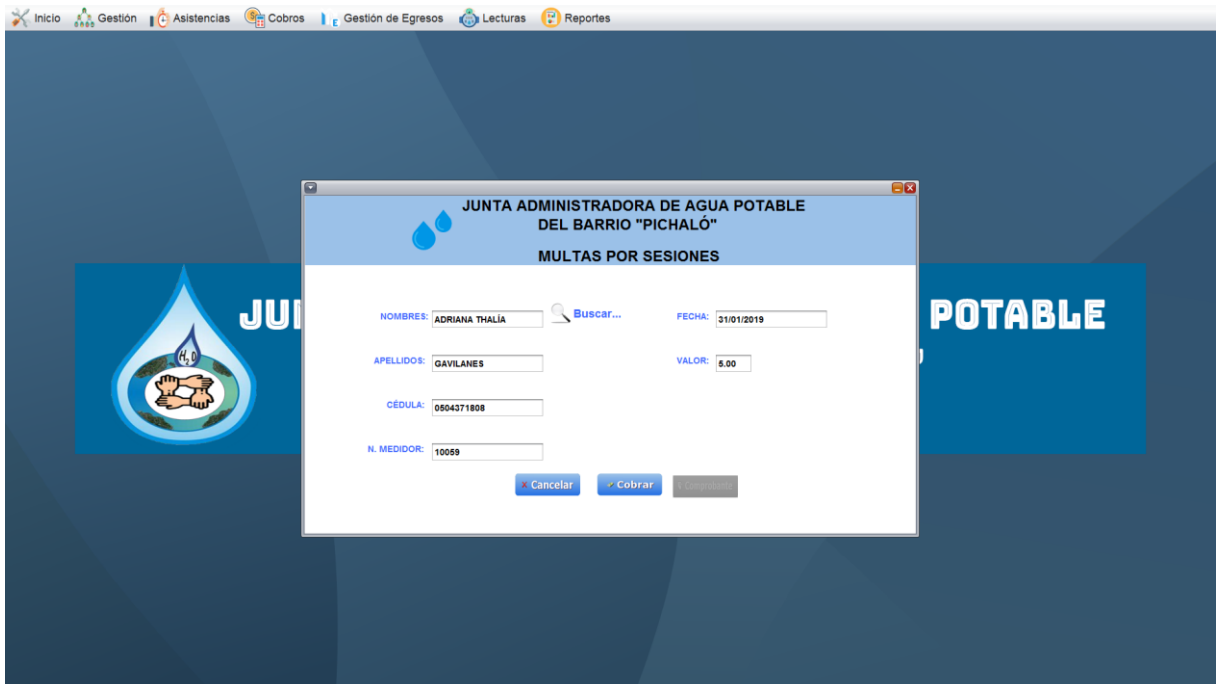 Inicio Gestión Asistencias Cobros Gestión de Egresos Lecturas Reportes
JUNTA ADMINISTRADORA DE AGUA POTABLE
DEL BARRIO "PICHALÓ"
MULTAS POR SESIONES
POTABLE
H₂O
NOMBRES: ADRIANA THALÍA Buscar... FECHA: 31/01/2019
APELLIDOS: GAVILANES VALOR: 5.00
CÉDULA: 0504371808
N. MEDIDOR: 10059
Cancelar Cobrar